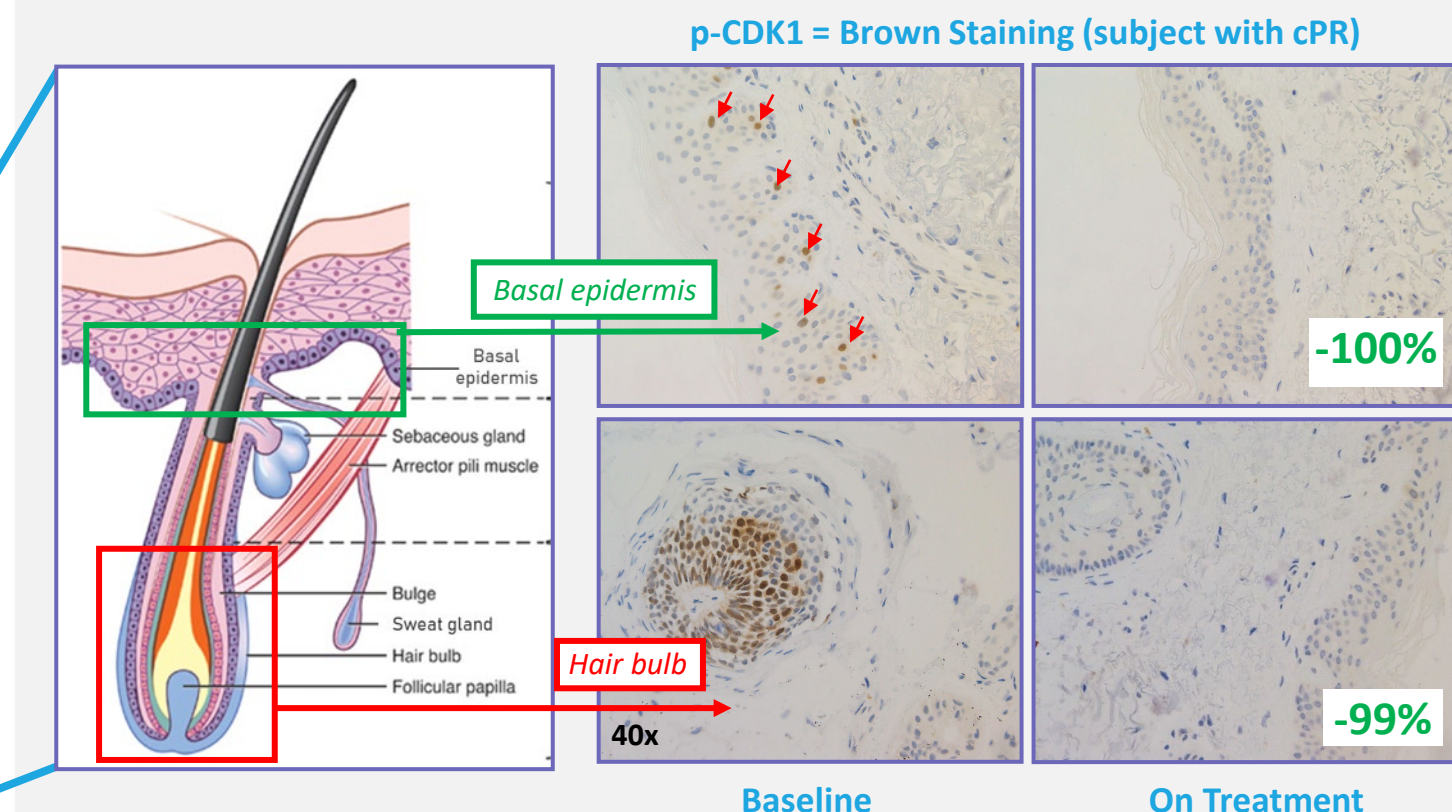 p-CDK1 = Brown Staining (subject with cPR)
Basal epidermis
Basal
epidermis
Sebaceous gland
Arrector pili muscle
Bulge
Sweat gland
Hair bulb
Follicular papilla
Hair bulb
-100%
40x
-99%
Baseline
On Treatment